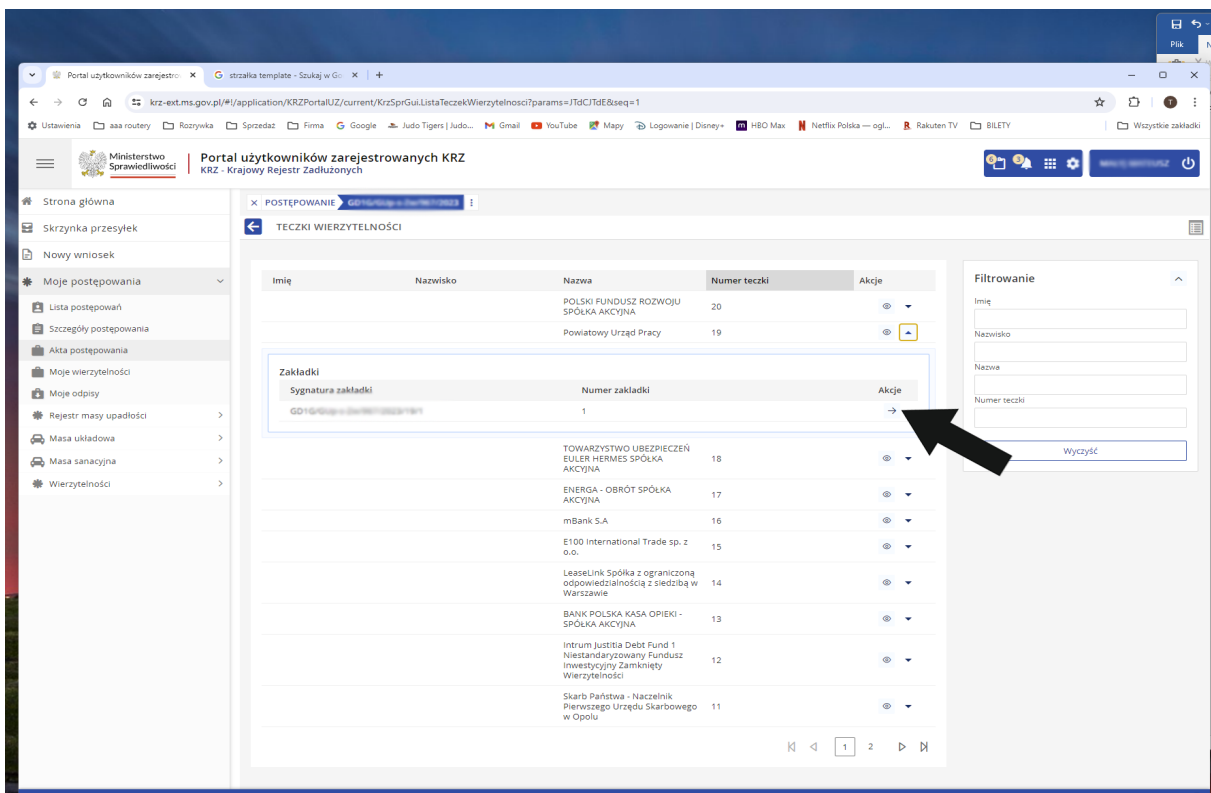 Plik
Portal użytkowników zarejestro
strzałka template - Szukaj w Go
krz-ext.ms.gov.pl/#!/application/KRZPortalUZ/current/KrzSprGui.ListaTeczekWierzytelnosci?params=JTdCJTdE&seq=1
Ustawienia aaa routery Rozrywka Sprzedaż Firma Google Judo Tigers | Judo... Gmail YouTube Mapy Logowanie | Disney+ HBO Max Netflix Polska — ogl... Rakuten TV BILETY Wszystkie zakładki
Ministerstwo
Sprawiedliwości
Portal użytkowników zarejestrowanych KRZ
KRZ - Krajowy Rejestr Zadłużonych
6 3
Strona główna
Skrzynka przesyłek
Nowy wniosek
Moje postępowania
Lista postępowań
Szczegóły postępowania
Akta postępowania
Moje wierzytelności
Moje odpisy
Rejestr masy upadłości
Masa układowa
Masa sanacyjna
Wierzytelności
POSTĘPOWANIE
TECZKI WIERZYTELNOŚCI
Imię Nazwisko Nazwa Numer teczki Akcje
POLSKI FUNDUSZ ROZWOJU
SPÓŁKA AKCYJNA 20
Powiatowy Urząd Pracy 19
Zakładki
Sygnatura zakładki Numer zakladki Akcje
1
TOWARZYSTWO UBEZPIECZEŃ
EULER HERMES SPÓŁKA 18
AKCYJNA
ENERGA - OBRÓT SPÓŁKA
AKCYJNA 17
mBank S.A 16
E100 International Trade sp. z
o.o. 15
LeaseLink Spółka z ograniczoną
odpowiedzialnością z siedzibą w 14
Warszawie
BANK POLSKA KASA OPIEKI -
SPÓŁKA AKCYJNA 13
Intrum Justitia Debt Fund 1
Niestandaryzowany Fundusz
Inwestycyjny Zamknięty 12
Wierzytelności
Skarb Państwa - Naczelnik
Pierwszego Urzędu Skarbowego 11
w Opolu
1 2
Filtrowanie
Imię
Nazwisko
Nazwa
Numer teczki
Wyczyść